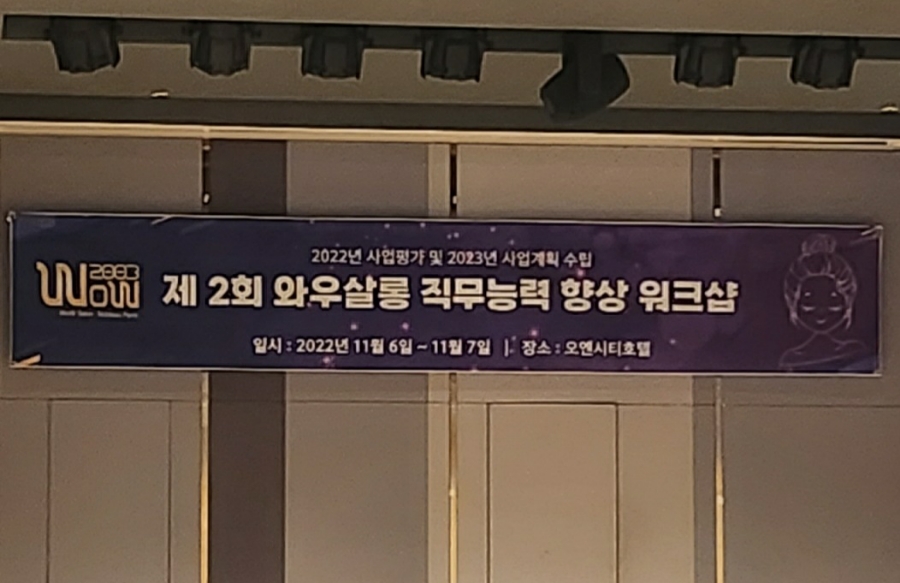 2022년 사업평가 및 2023년 사업계획 수립
WOW
제 2회 와우살롱 직무능력 향상 워크샵
일시 : 2022년 11월 6일 ~ 11월 7일 | 장소 : 오엔시티호텔